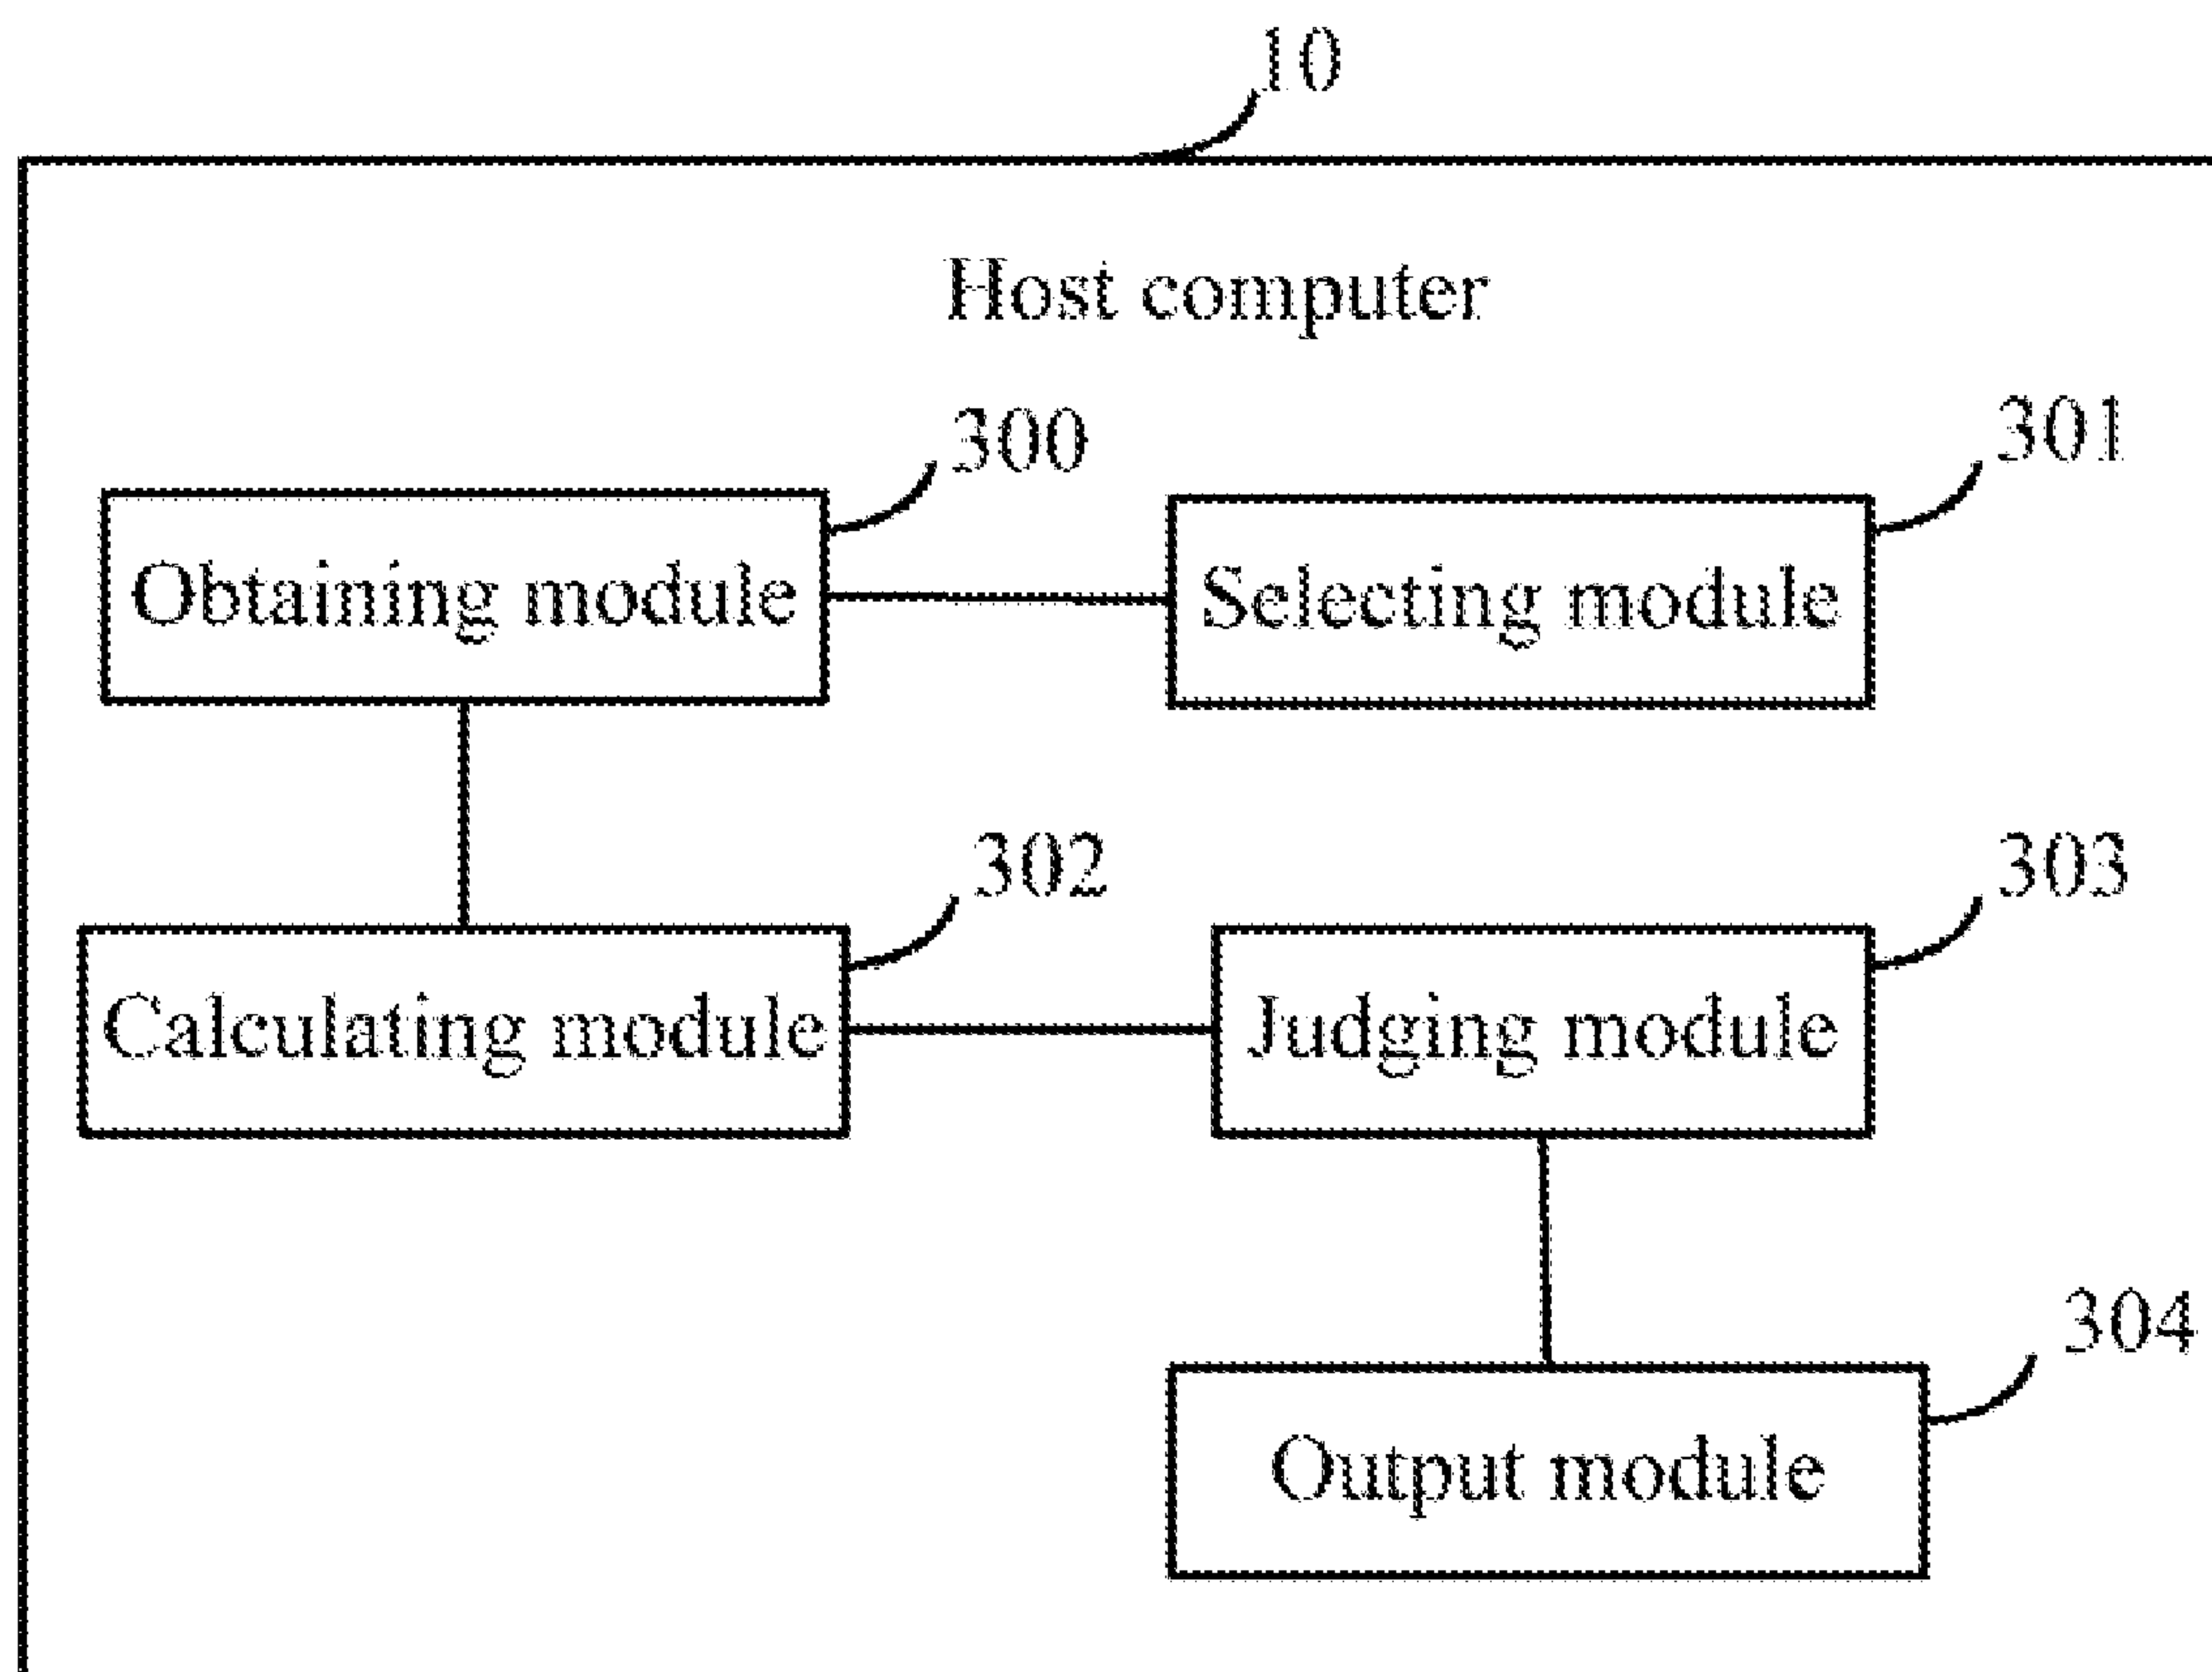 10
Host computer
300
301
Obtaining module
Selecting module
302
303
Calculating module
Judging module
304
Output module